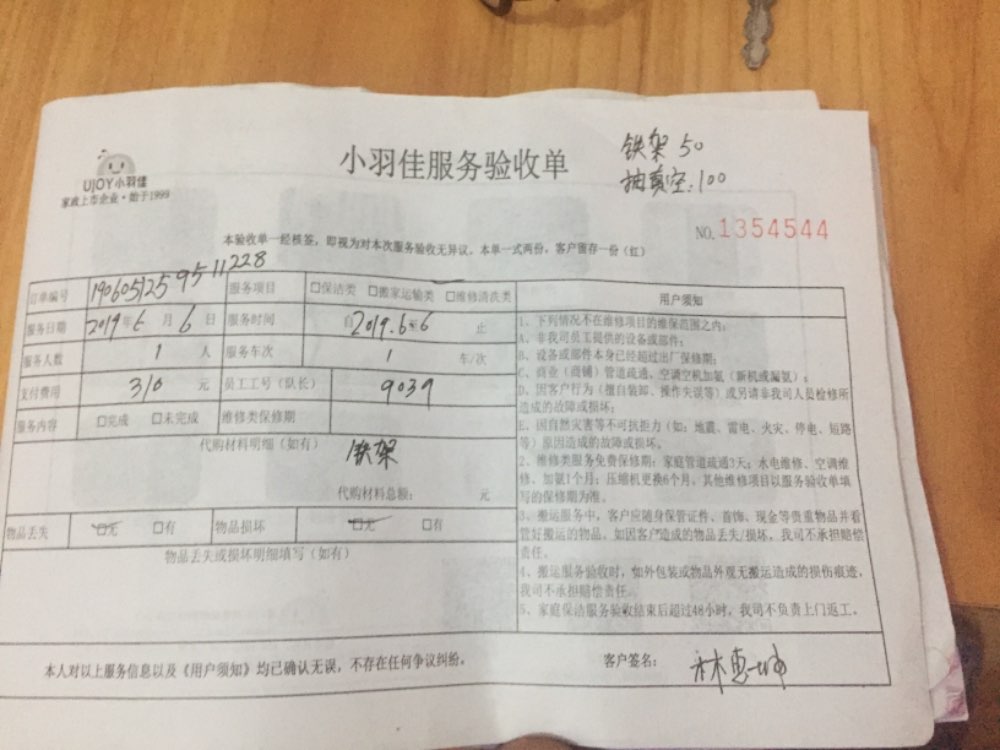 UJOY小羽佳
家政上市企业·始于1999
小羽佳服务验收单
铁架 50
抽真空:100
NO.1354544
本验收单一经核签,即视为对本次服务验收无异议。本单一式两份,客户留存一份(红)
订单编号 1906051259511228 服务项目 □保洁类 □搬家运输类 □维修清洗类
服务日期 2019年6月6日 服务时间 自2019.6至6止
服务人数 1 人 服务车次 1 车/次
支付费用 310 元 员工工号(队长) 9039
服务内容 □完成 □未完成 维修类保修期
代购材料明细(如有) 铁架
代购材料总额: 元
物品丢失 □无 □有 物品损坏 □无 □有
物品丢失或损坏明细填写(如有)
用户须知
1、下列情况不在维修项目的维保范围之内:
A、非我司员工提供的设备或部件;
B、设备或部件本身已经超过出厂保修期;
C、商业(商铺)管道疏通、空调空机加氨(新机或漏氨);
D、因客户行为(擅自装卸、操作失误等)或另请非我司人员检修所
造成的故障或损坏;
E、因自然灾害等不可抗拒力(如:地震、雷电、火灾、停电、短路
等)原因造成的故障或损坏。
2、维修类服务免费保修期:家庭管道疏通3天;水电维修、空调维
修、加氨1个月;压缩机更换6个月,其他维修项目以服务验收单填
写的保修期为准。
3、搬运服务中,客户应随身保管证件、首饰、现金等贵重物品并看
管好搬运的物品。如因客户造成的物品丢失/损坏,我司不承担赔偿
责任。
4、搬运服务验收时,如外包装或物品外观无搬运造成的损伤痕迹,
我司不承担赔偿责任。
5、家庭保洁服务验收结束后超过48小时,我司不负责上门返工。
本人对以上服务信息以及《用户须知》均已确认无误,不存在任何争议纠纷。
客户签名: 林惠坤